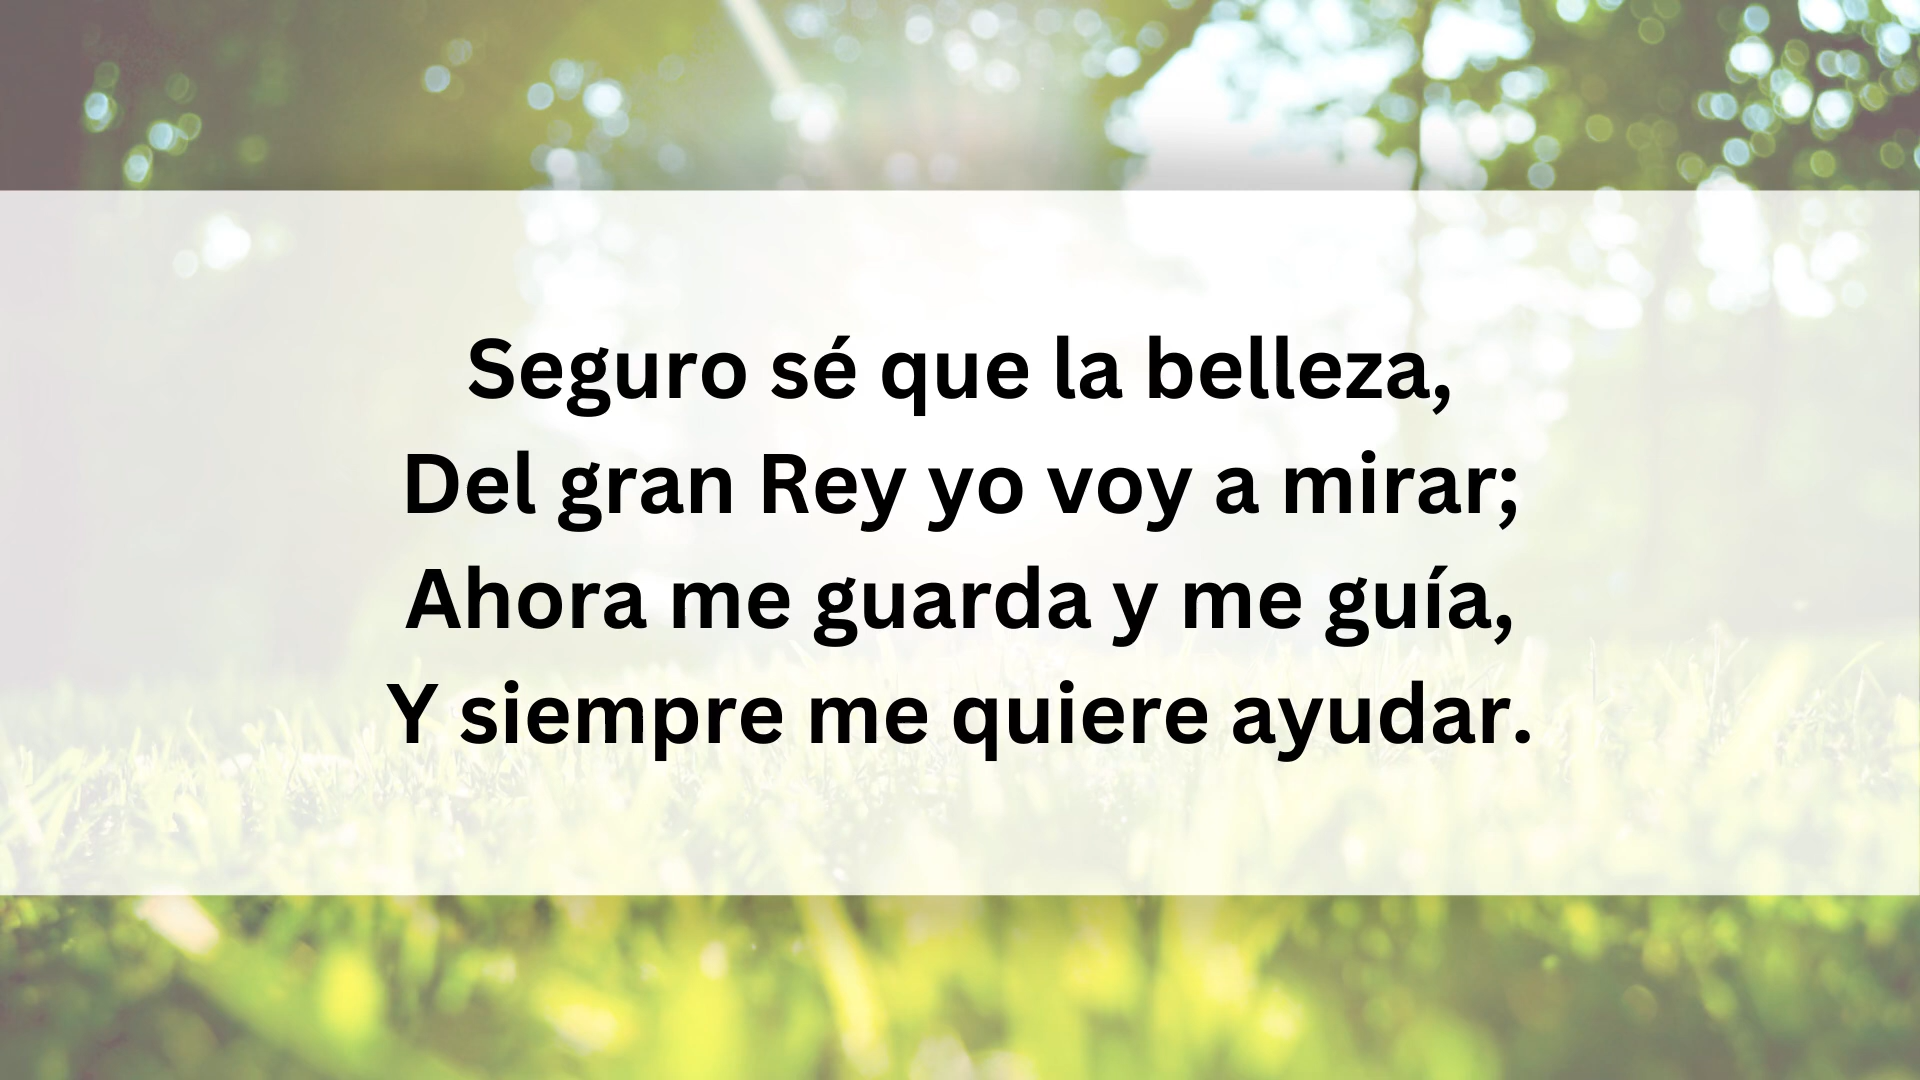 Seguro sé que la belleza,
Del gran Rey yo voy a mirar;
Ahora me guarda y me guía,
Y siempre me quiere ayudar.